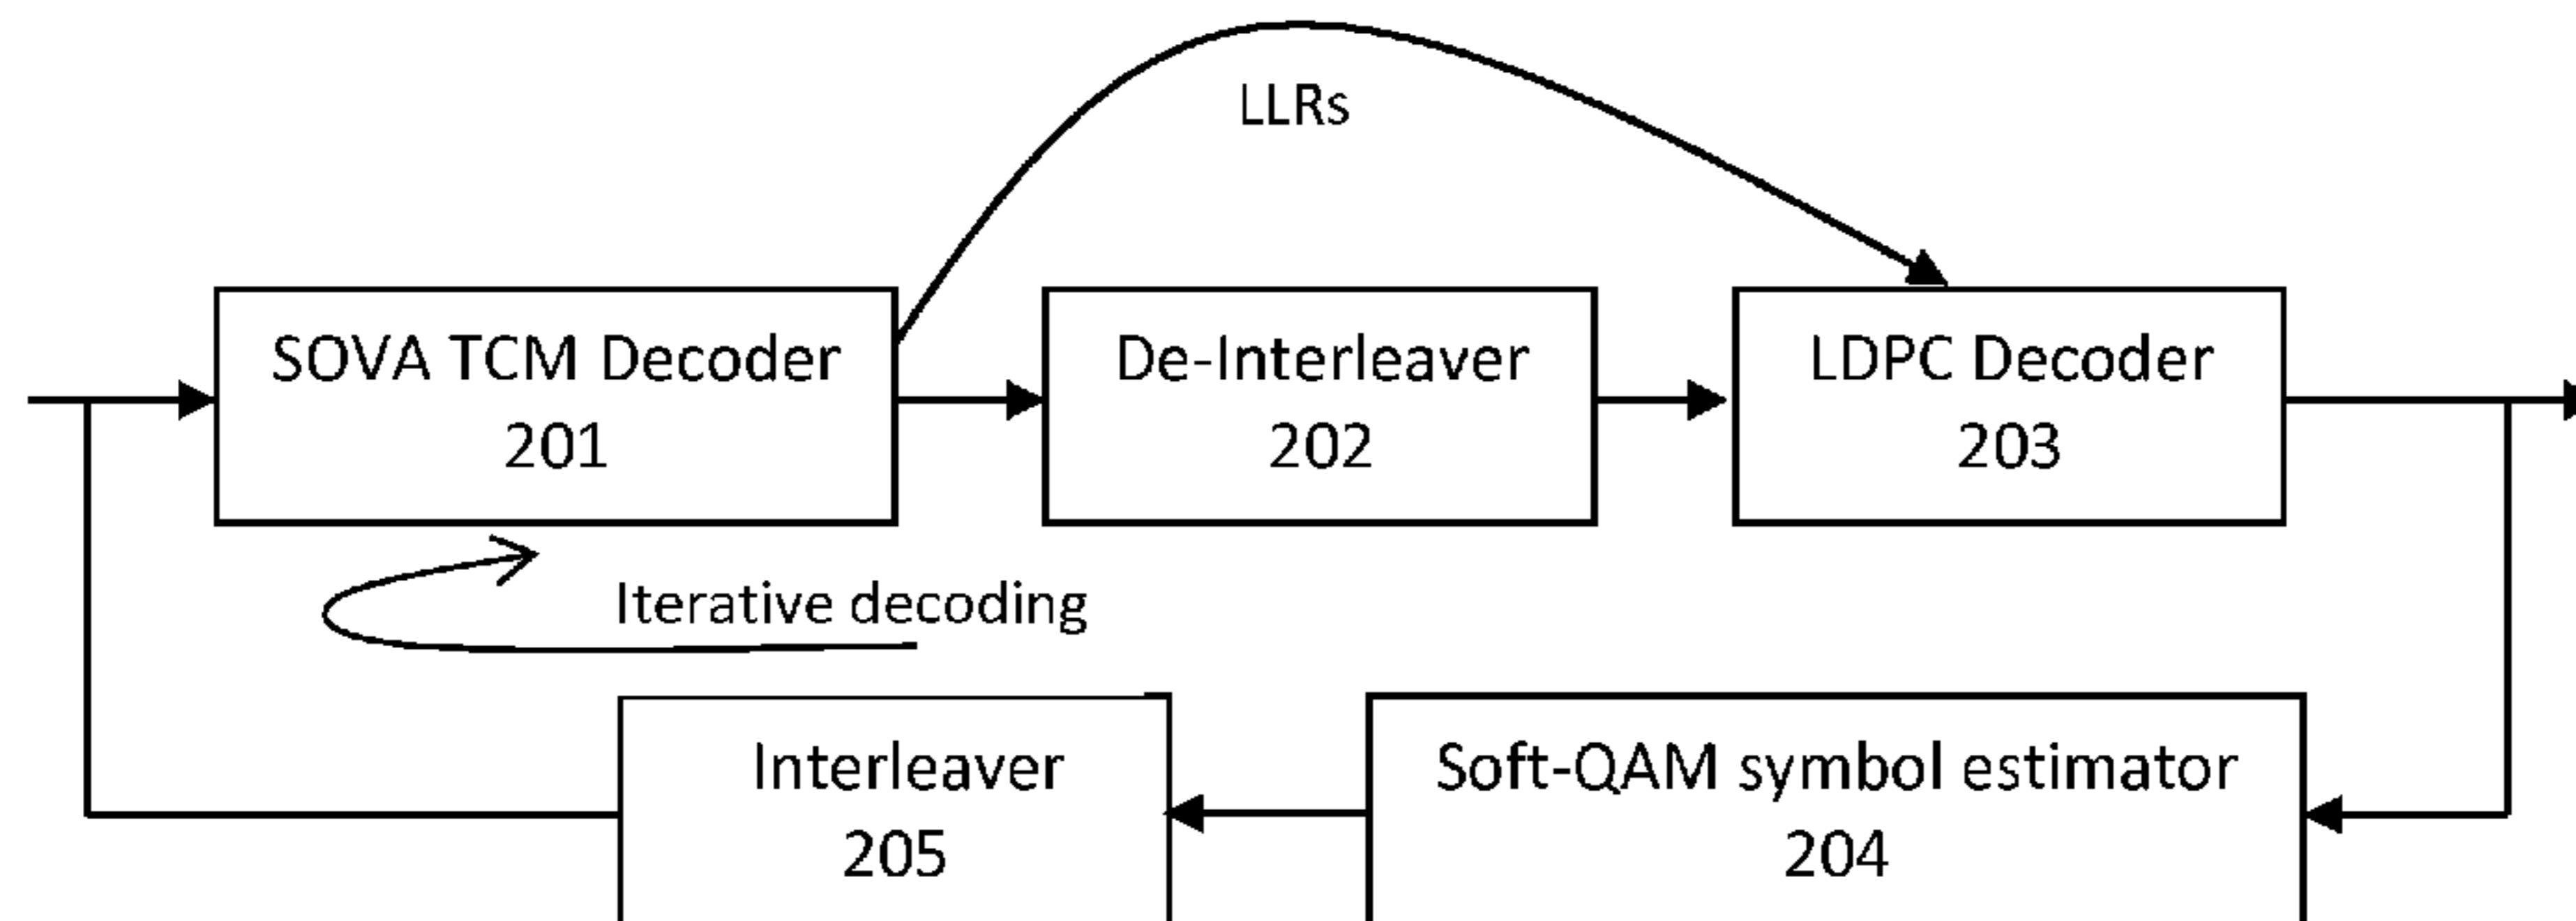 LLRs
SOVA TCM Decoder
201
De-Interleaver
202
LDPC Decoder
203
Iterative decoding
Interleaver
205
Soft-QAM symbol estimator
204